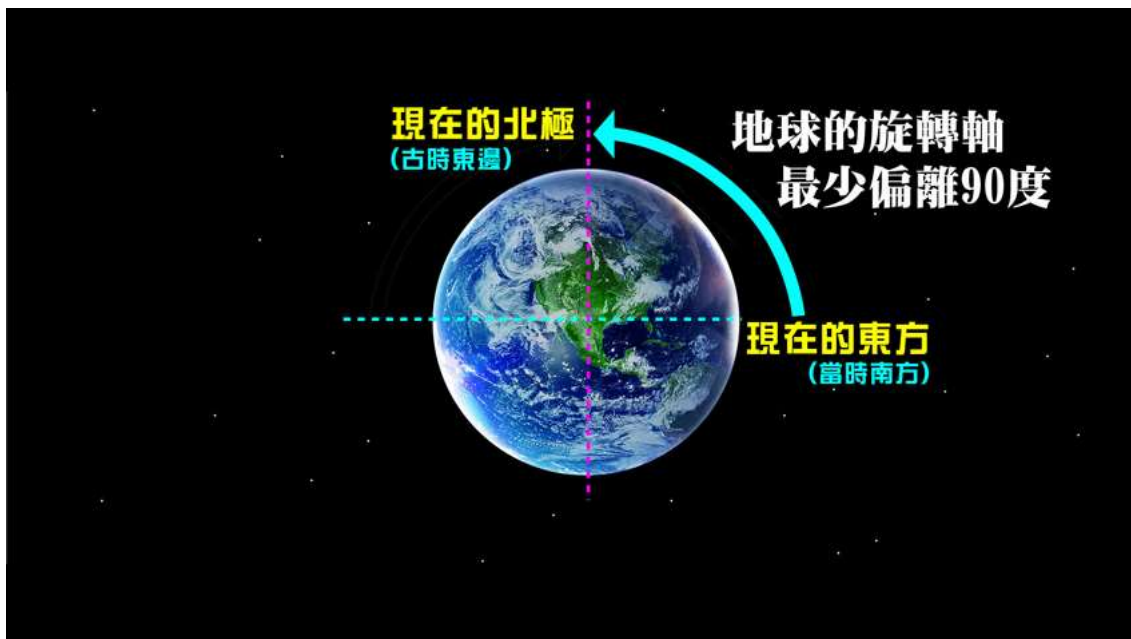 現在的北極
(古時東邊)
地球的旋轉軸
最少偏離90度
現在的東方
(當時南方)